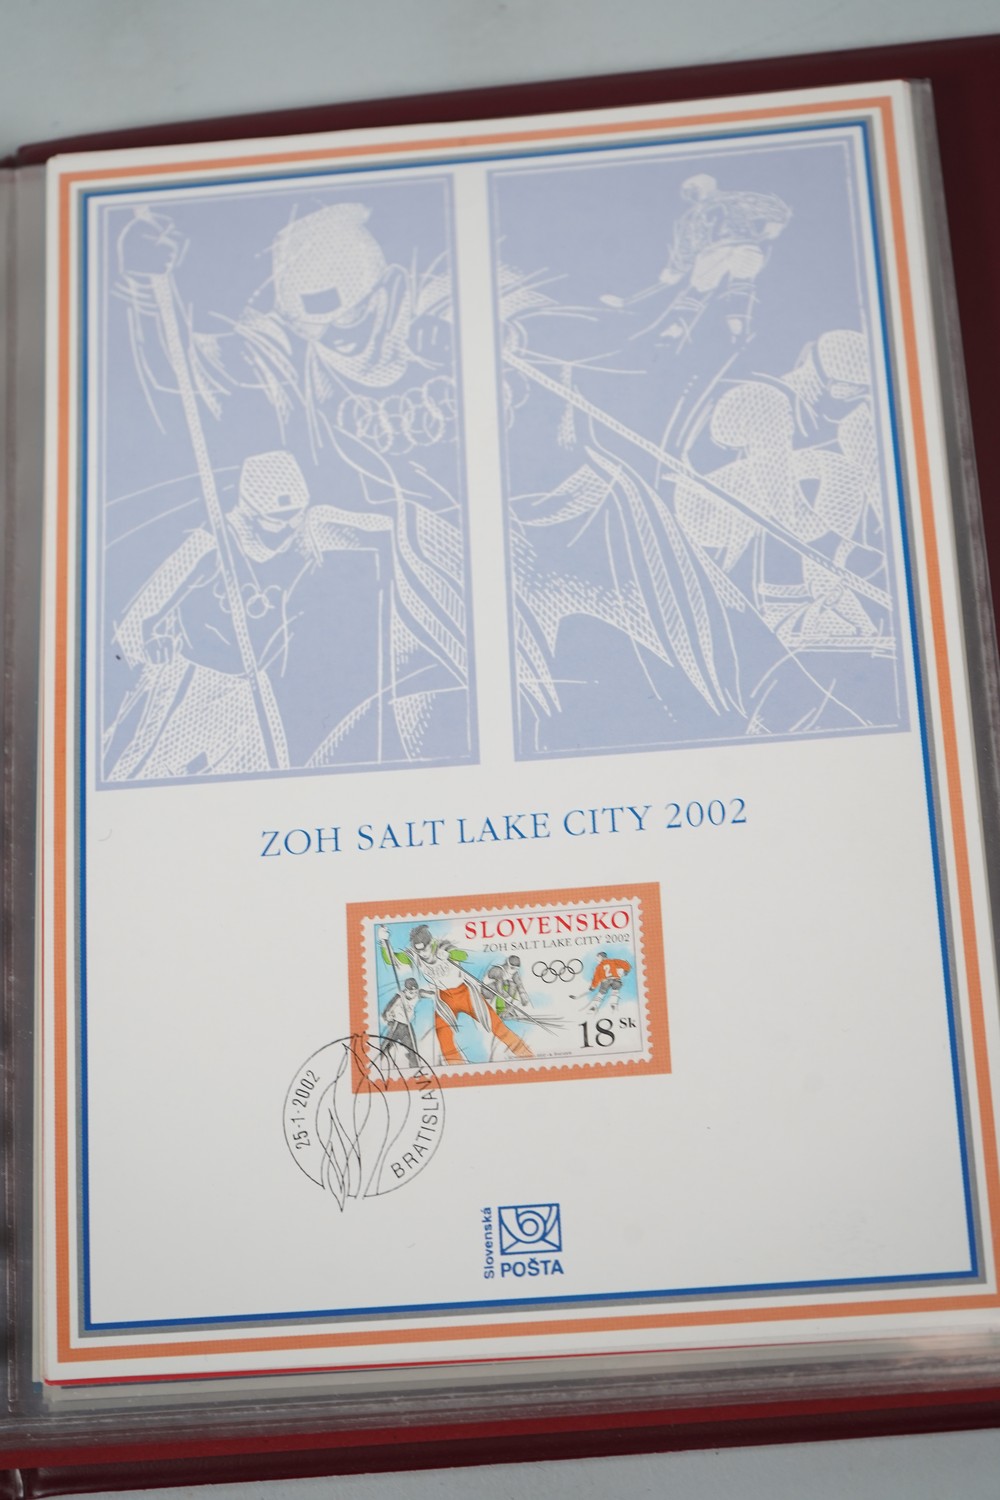 ZOH SALT LAKE CITY 2002
SLOVENSKO
ZOH SALT LAKE CITY 2002
2
18 Sk
25·1·2002
BRATISLAVA
Slovenská
POŠTA